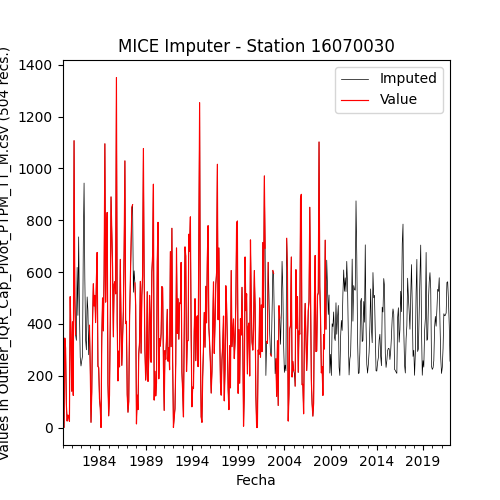 MICE Imputer - Station 16070030
Imputed
Value
Values in Outlier_IQR_Cap_Pivot_PTPM_TT_M.csv (504 recs.)
1400
1200
1000
800
600
400
200
0
1984 1989 1994 1999 2004 2009 2014 2019
Fecha